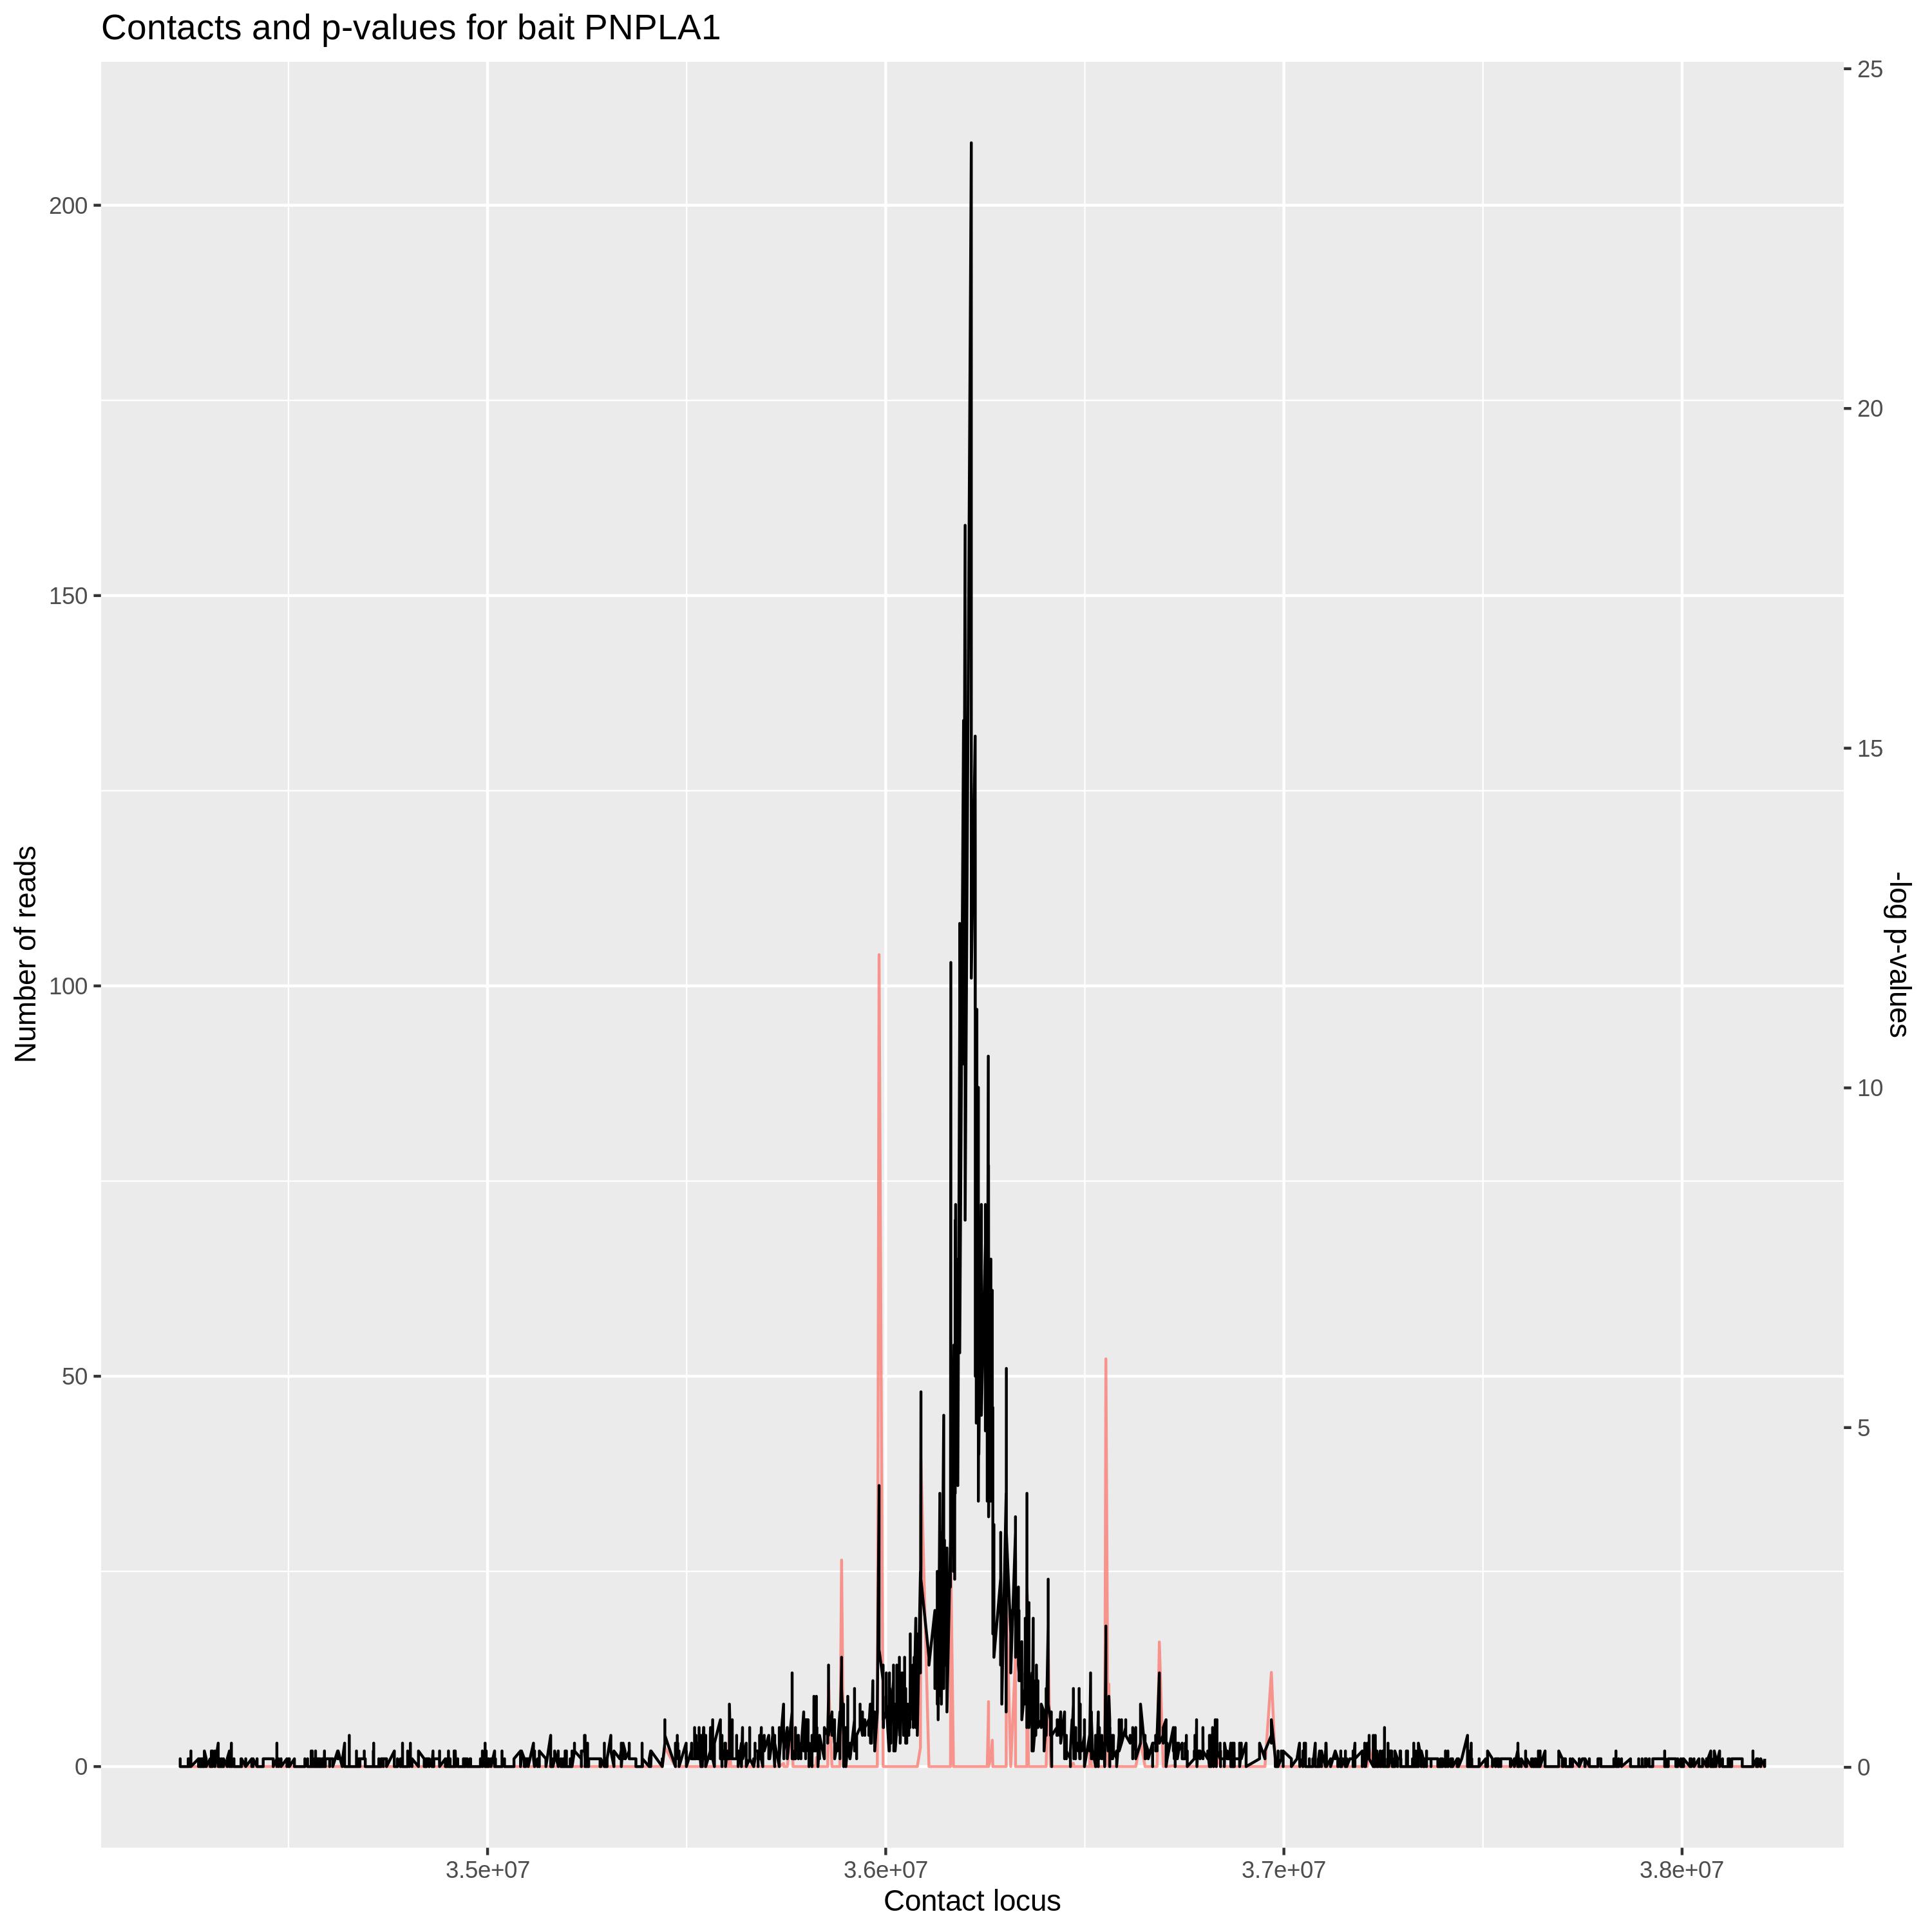 Contacts and p-values for bait PNPLA1
Number of reads
200
150
100
50
0
25
20
15
10
5
0
-log p-values
3.5e+07
3.6e+07
3.7e+07
3.8e+07
Contact locus